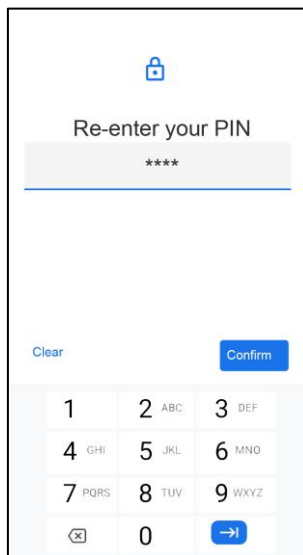 Re-enter your PIN
****
Clear Confirm
1 2 ABC 3 DEF
4 GHI 5 JKL 6 MNO
7 PQRS 8 TUV 9 WXYZ
0